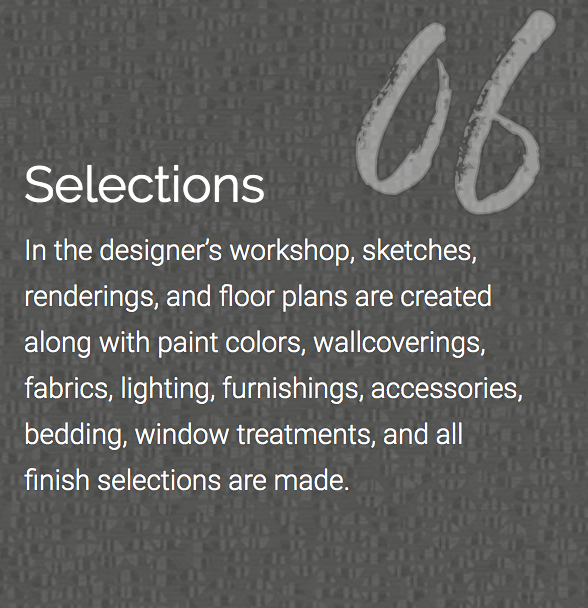 06
Selections
In the designer’s workshop, sketches,
renderings, and floor plans are created
along with paint colors, wallcoverings,
fabrics, lighting, furnishings, accessories,
bedding, window treatments, and all
finish selections are made.